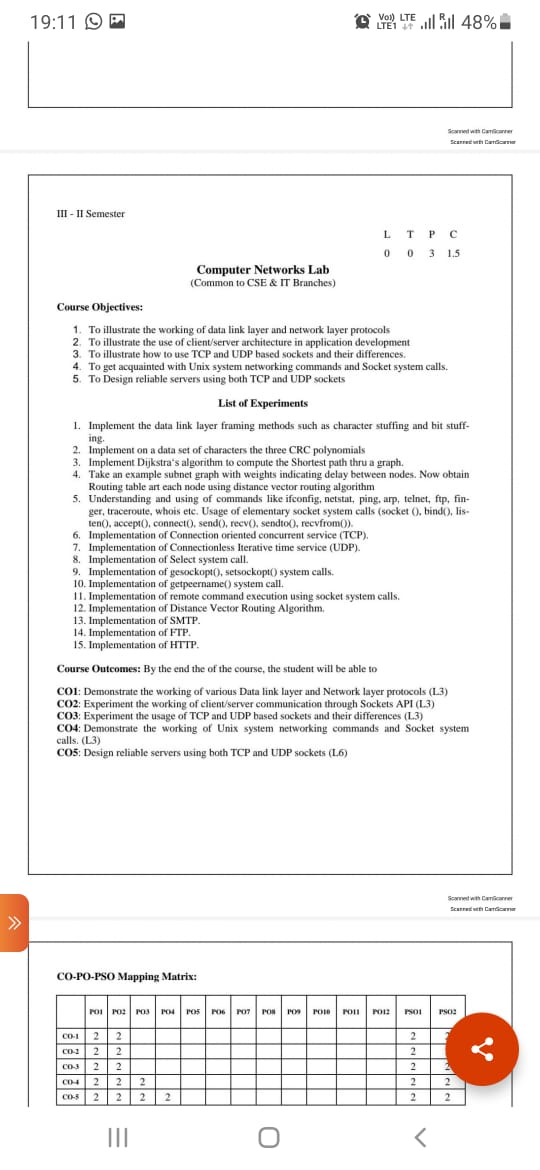 19:11
Vo)) LTE
LTE1
R
48%
Scanned with CamScanner
Scanned with CamScanner
III - II Semester
L T P C
0 0 3 1.5
Computer Networks Lab
(Common to CSE & IT Branches)
Course Objectives:
1. To illustrate the working of data link layer and network layer protocols
2. To illustrate the use of client/server architecture in application development
3. To illustrate how to use TCP and UDP based sockets and their differences.
4. To get acquainted with Unix system networking commands and Socket system calls.
5. To Design reliable servers using both TCP and UDP sockets
List of Experiments
1. Implement the data link layer framing methods such as character stuffing and bit stuff-
ing.
2. Implement on a data set of characters the three CRC polynomials
3. Implement Dijkstra's algorithm to compute the Shortest path thru a graph.
4. Take an example subnet graph with weights indicating delay between nodes. Now obtain
Routing table art each node using distance vector routing algorithm
5. Understanding and using of commands like ifconfig, netstat, ping, arp, telnet, ftp, fin-
ger, traceroute, whois etc. Usage of elementary socket system calls (socket (), bind(), lis-
ten(), accept(), connect(), send(), recv(), sendto(), recvfrom()).
6. Implementation of Connection oriented concurrent service (TCP).
7. Implementation of Connectionless Iterative time service (UDP).
8. Implementation of Select system call.
9. Implementation of gesockopt(), setsockopt() system calls.
10. Implementation of getpeername() system call.
11. Implementation of remote command execution using socket system calls.
12. Implementation of Distance Vector Routing Algorithm.
13. Implementation of SMTP.
14. Implementation of FTP.
15. Implementation of HTTP.
Course Outcomes: By the end the of the course, the student will be able to
CO1: Demonstrate the working of various Data link layer and Network layer protocols (L3)
CO2: Experiment the working of client/server communication through Sockets API (L3)
CO3: Experiment the usage of TCP and UDP based sockets and their differences (L3)
CO4: Demonstrate the working of Unix system networking commands and Socket system
calls. (L3)
CO5: Design reliable servers using both TCP and UDP sockets (L6)
Scanned with CamScanner
Scanned with CamScanner
CO-PO-PSO Mapping Matrix:
PO1 PO2 PO3 PO4 PO5 PO6 PO7 PO8 PO9 PO10 PO11 PO12 PSO1 PSO2
CO-1 2 2 2 2
CO-2 2 2 2
CO-3 2 2 2 2
CO-4 2 2 2 2 2
CO-5 2 2 2 2 2 2